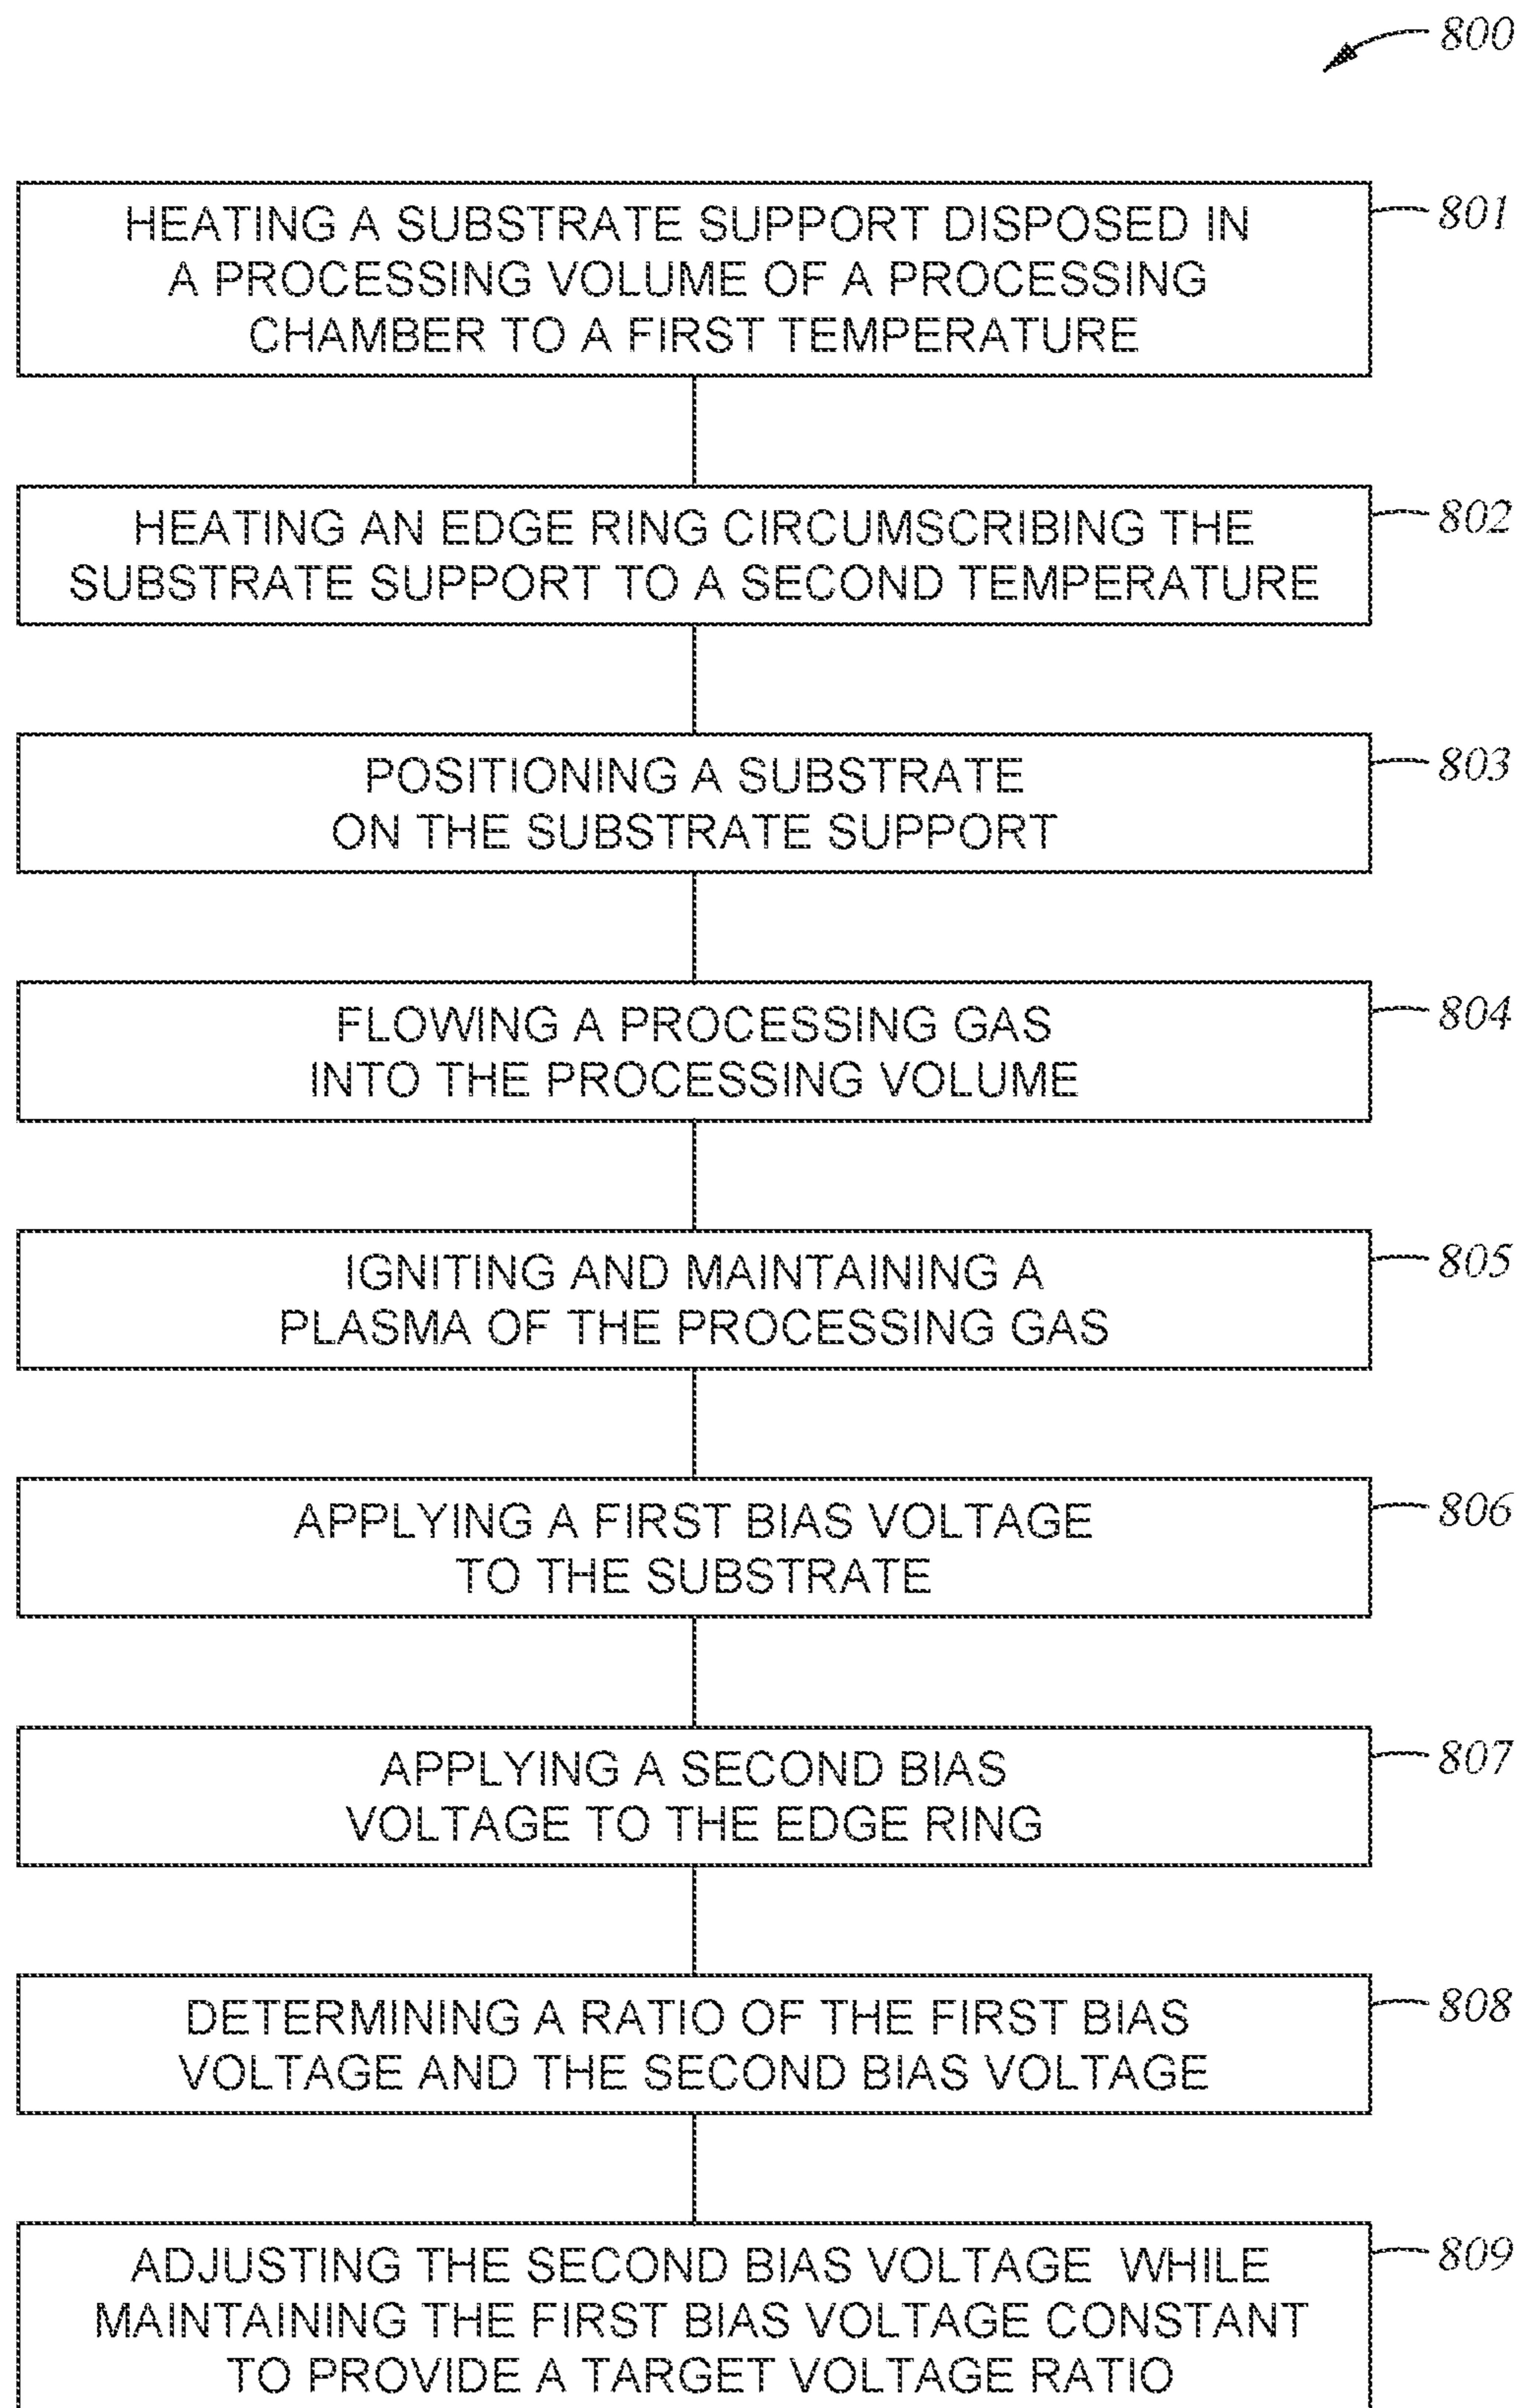 800
HEATING A SUBSTRATE SUPPORT DISPOSED IN
A PROCESSING VOLUME OF A PROCESSING
CHAMBER TO A FIRST TEMPERATURE
801
HEATING AN EDGE RING CIRCUMSCRIBING THE
SUBSTRATE SUPPORT TO A SECOND TEMPERATURE
802
POSITIONING A SUBSTRATE
ON THE SUBSTRATE SUPPORT
803
FLOWING A PROCESSING GAS
INTO THE PROCESSING VOLUME
804
IGNITING AND MAINTAINING A
PLASMA OF THE PROCESSING GAS
805
APPLYING A FIRST BIAS VOLTAGE
TO THE SUBSTRATE
806
APPLYING A SECOND BIAS
VOLTAGE TO THE EDGE RING
807
DETERMINING A RATIO OF THE FIRST BIAS
VOLTAGE AND THE SECOND BIAS VOLTAGE
808
ADJUSTING THE SECOND BIAS VOLTAGE WHILE
MAINTAINING THE FIRST BIAS VOLTAGE CONSTANT
TO PROVIDE A TARGET VOLTAGE RATIO
809